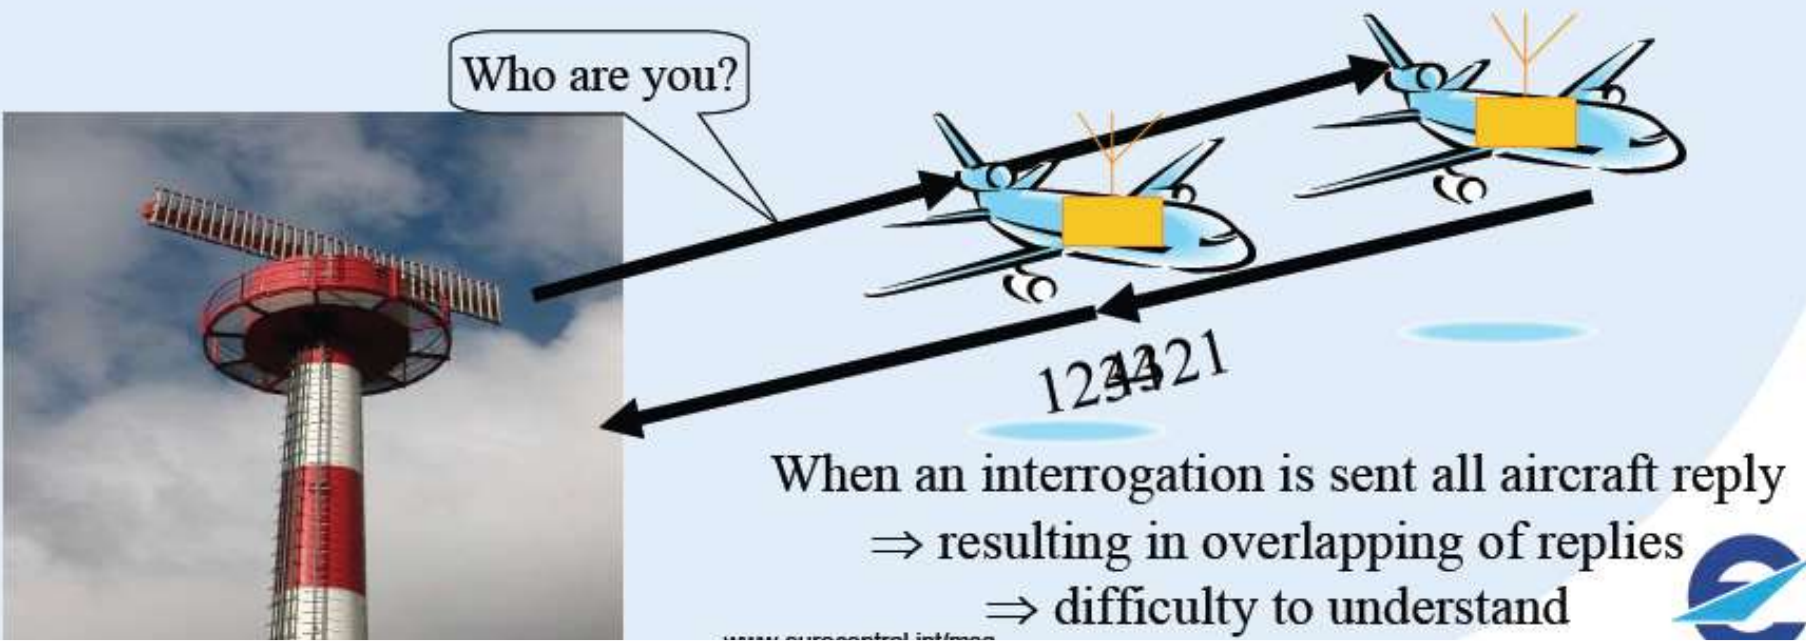 Who are you?
1234321
When an interrogation is sent all aircraft reply
⇒ resulting in overlapping of replies
⇒ difficulty to understand